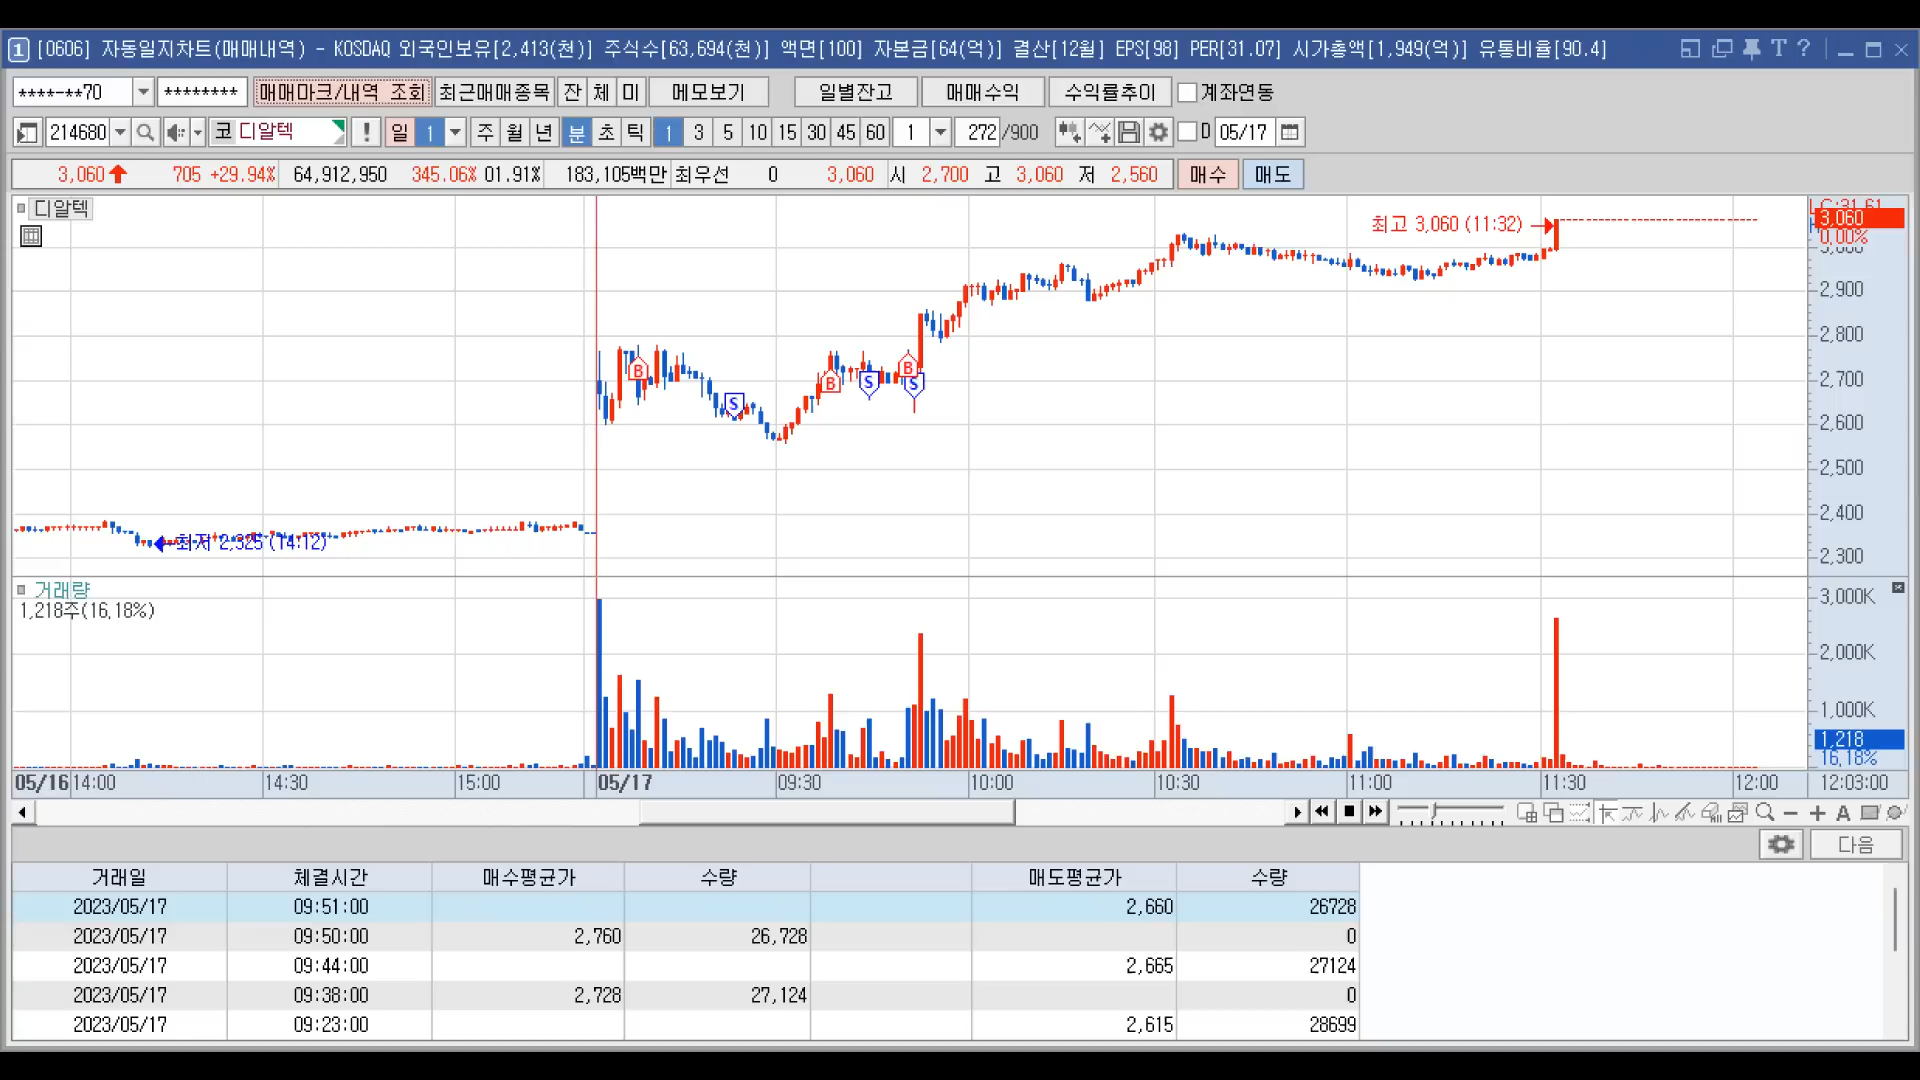 1 [0606] 자동일지차트(매매내역) - KOSDAQ 외국인보유[2,413(천)] 주식수[63,694(천)] 액면[100] 자본금[64(억)] 결산[12월] EPS[98] PER[31.07] 시가총액[1,949(억)] 유통비율[90.4] T ?
****-**70 ******** 매매마크/내역 조회 최근매매종목 잔 체 미 메모보기 일별잔고 매매수익 수익률추이 계좌연동
214680 코 디알텍 ! 일 1 주 월 년 분 초 틱 1 3 5 10 15 30 45 60 1 272 /900 D 05/17
3,060 705 +29.94% 64,912,950 345.06% 01.91% 183,105백만 최우선 0 3,060 시 2,700 고 3,060 저 2,560 매수 매도
디알텍
최고 3,060 (11:32)
LC:31.61
3,060
0.00%
3,000
2,900
2,800
2,700
2,600
2,500
2,400
2,300
B
S
B
S
B
S
최저 2,325 (14:12)
거래량
1,218주(16.18%)
3,000K
2,000K
1,000K
1,218
16.18%
05/16 14:00 14:30 15:00 05/17 09:30 10:00 10:30 11:00 11:30 12:00 12:03:00
A
다음
거래일 체결시간 매수평균가 수량 매도평균가 수량
2023/05/17 09:51:00 2,660 26728
2023/05/17 09:50:00 2,760 26,728 0
2023/05/17 09:44:00 2,665 27124
2023/05/17 09:38:00 2,728 27,124 0
2023/05/17 09:23:00 2,615 28699